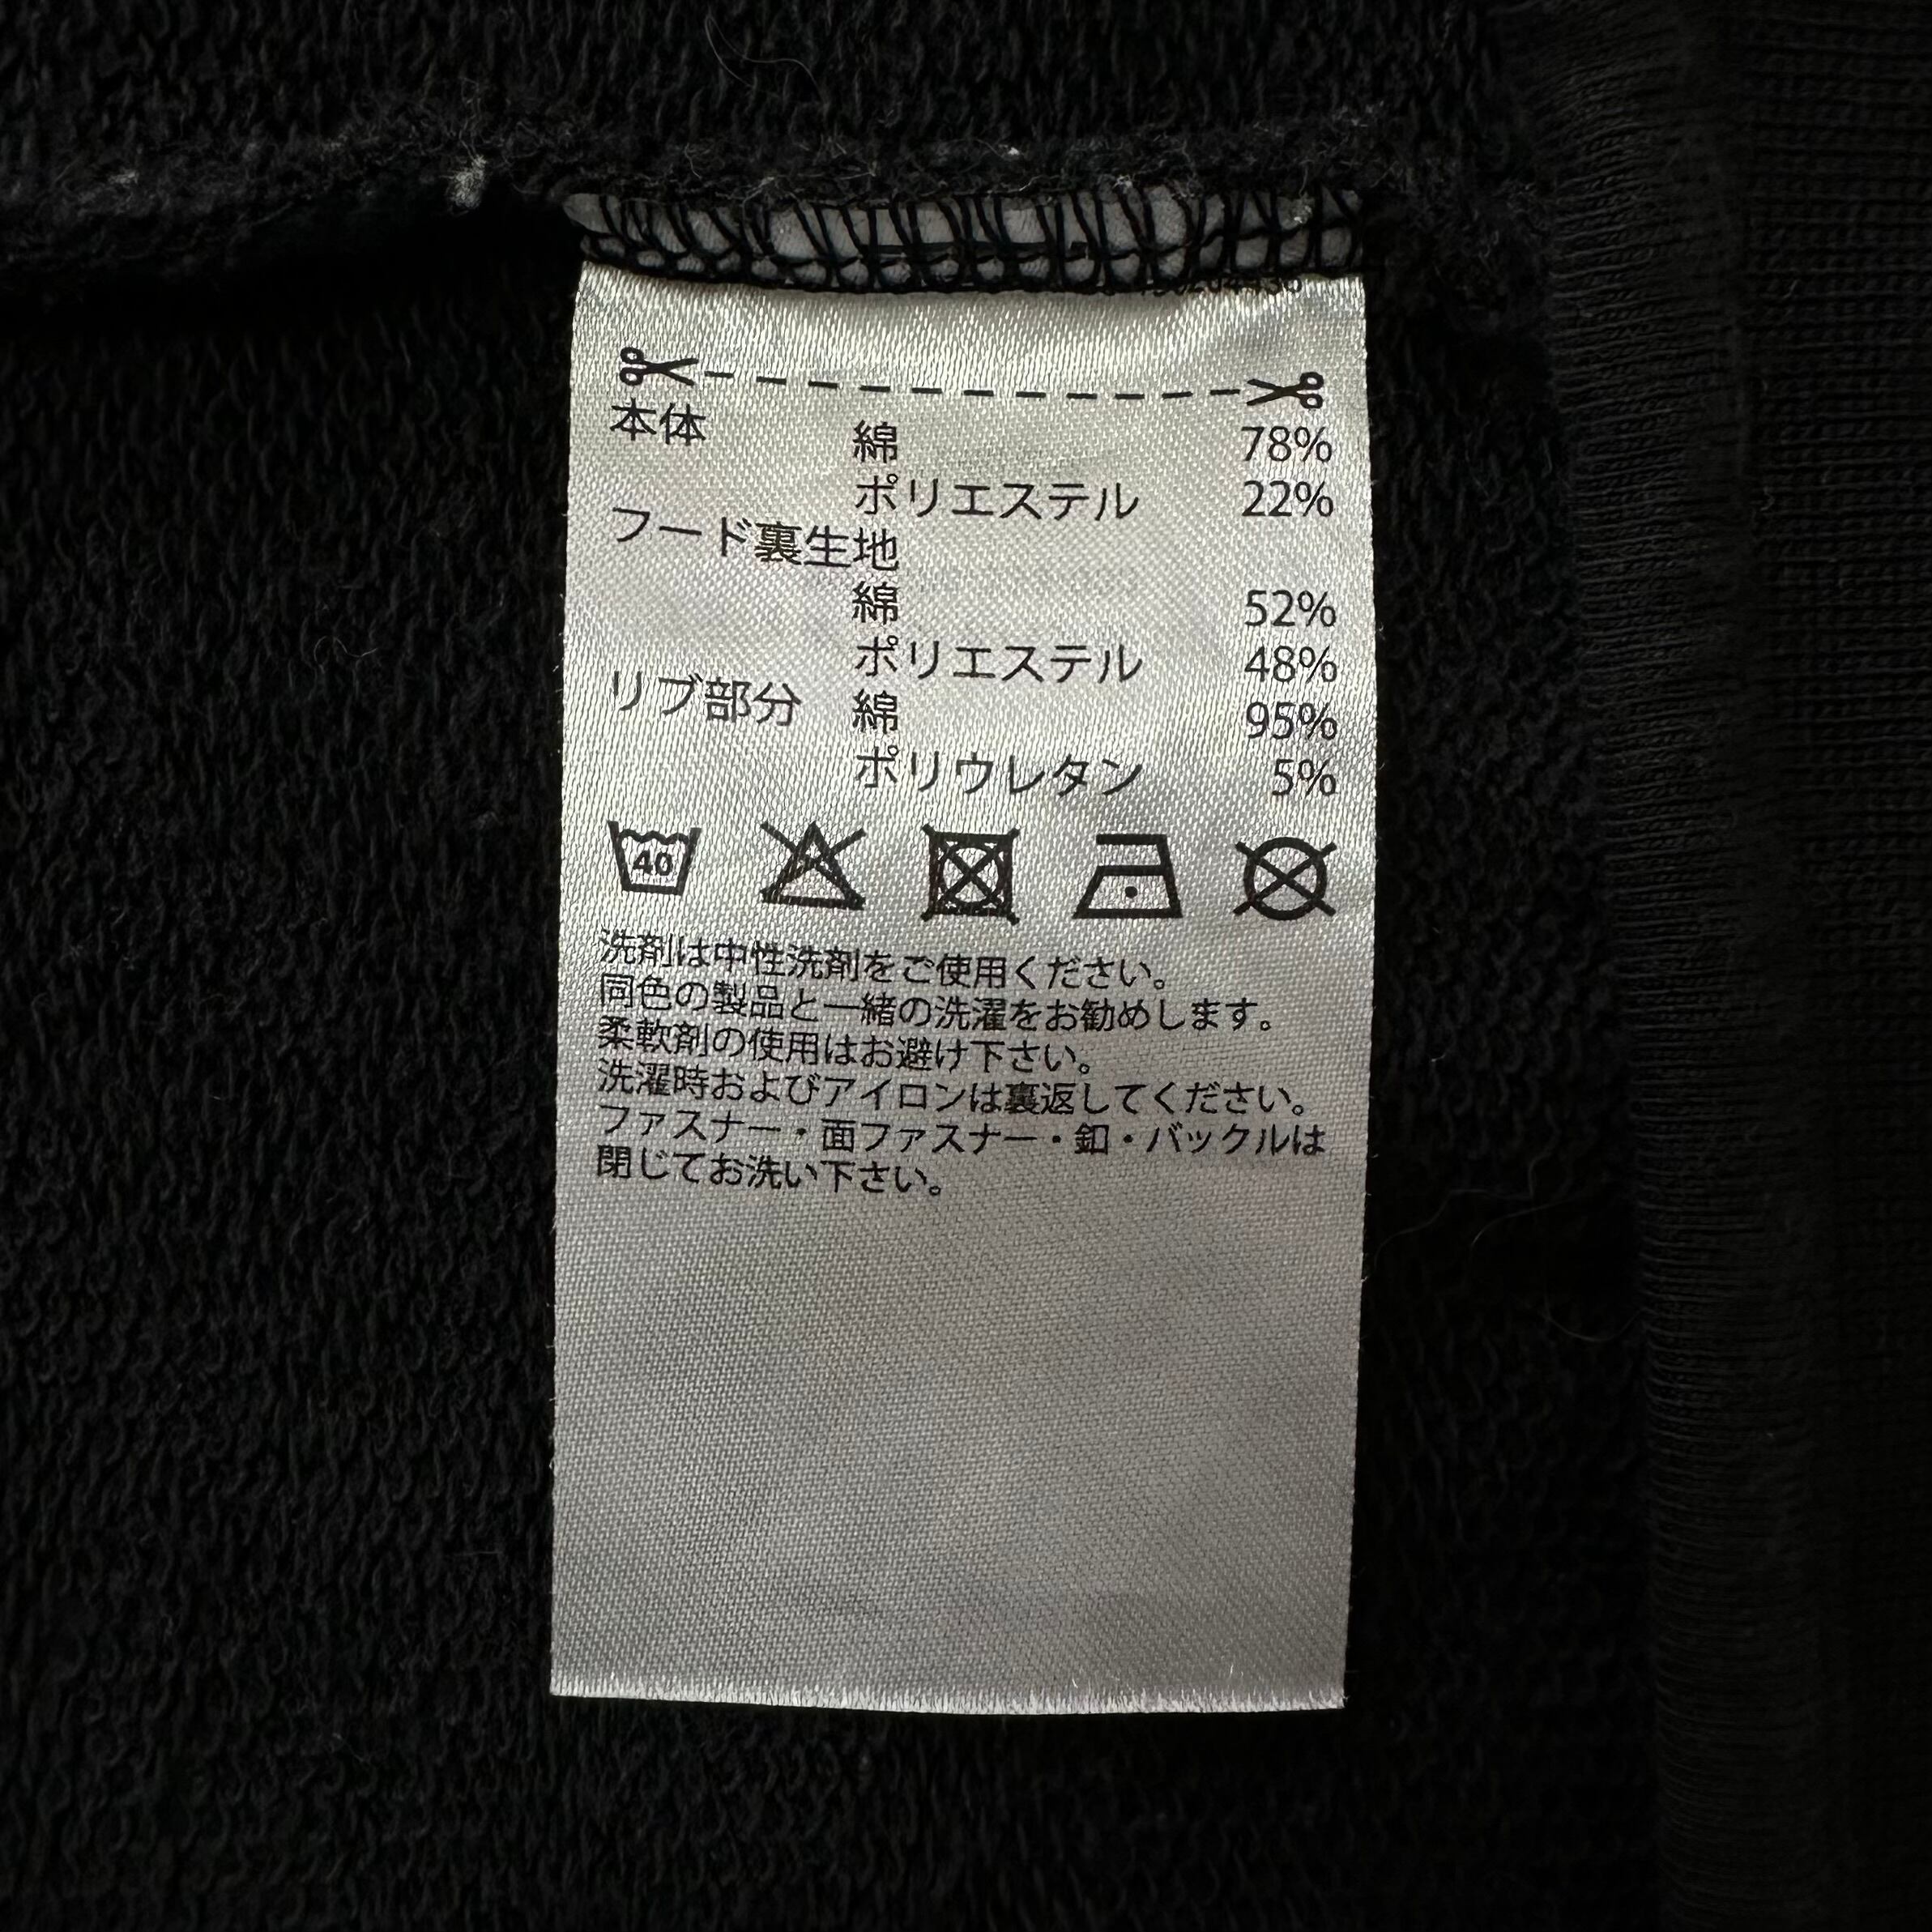 本体 綿 78%
ポリエステル 22%
フード裏生地
綿 52%
ポリエステル 48%
リブ部分 綿 95%
ポリウレタン 5%
40
洗剤は中性洗剤をご使用ください。
同色の製品と一緒の洗濯をお勧めします。
柔軟剤の使用はお避け下さい。
洗濯時およびアイロンは裏返してください。
ファスナー・面ファスナー・釦・バックルは
閉じてお洗い下さい。